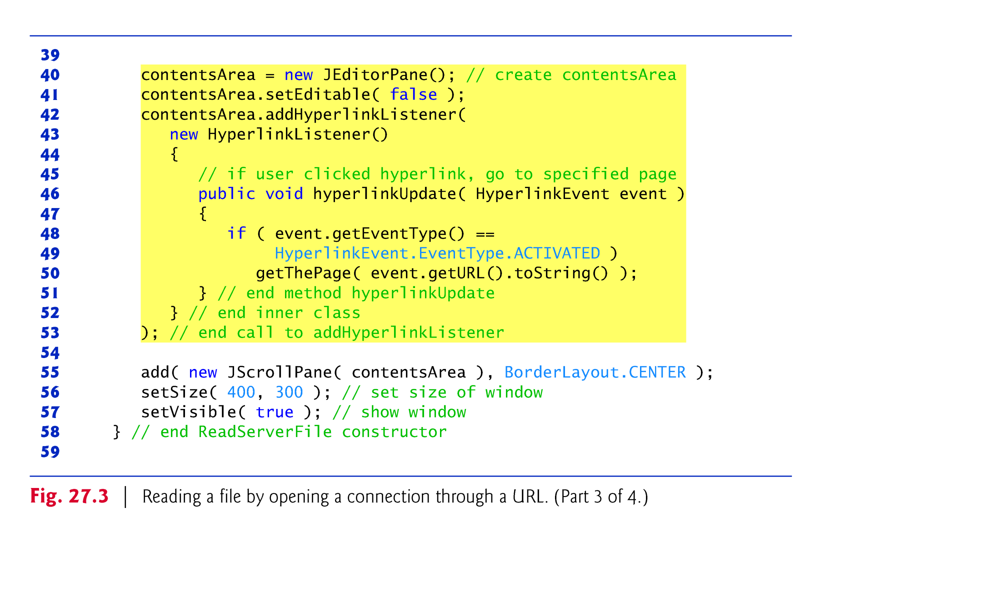 39
40 contentsArea = new JEditorPane(); // create contentsArea
41 contentsArea.setEditable( false );
42 contentsArea.addHyperlinkListener(
43 new HyperlinkListener()
44 {
45 // if user clicked hyperlink, go to specified page
46 public void hyperlinkUpdate( HyperlinkEvent event )
47 {
48 if ( event.getEventType() ==
49 HyperlinkEvent.EventType.ACTIVATED )
50 getThePage( event.getURL().toString() );
51 } // end method hyperlinkUpdate
52 } // end inner class
53 ); // end call to addHyperlinkListener
54
55 add( new JScrollPane( contentsArea ), BorderLayout.CENTER );
56 setSize( 400, 300 ); // set size of window
57 setVisible( true ); // show window
58 } // end ReadServerFile constructor
59
Fig. 27.3 | Reading a file by opening a connection through a URL. (Part 3 of 4.)